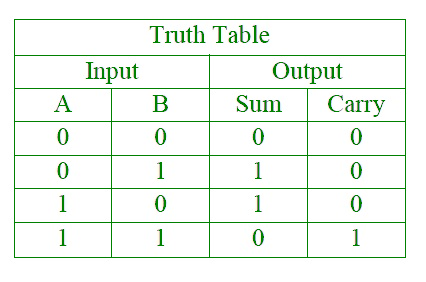 Truth Table
Input Output
A B Sum Carry
0 0 0 0
0 1 1 0
1 0 1 0
1 1 0 1